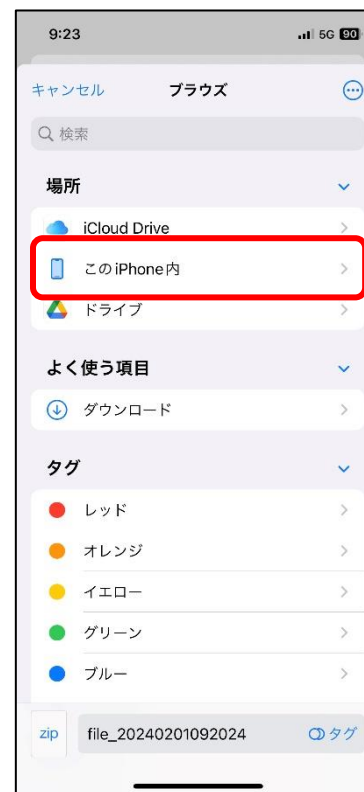 9:23 5G 90
キャンセル ブラウズ
検索
場所
iCloud Drive
このiPhone内
ドライブ
よく使う項目
ダウンロード
タグ
レッド
オレンジ
イエロー
グリーン
ブルー
zip file_20240201092024 タグ